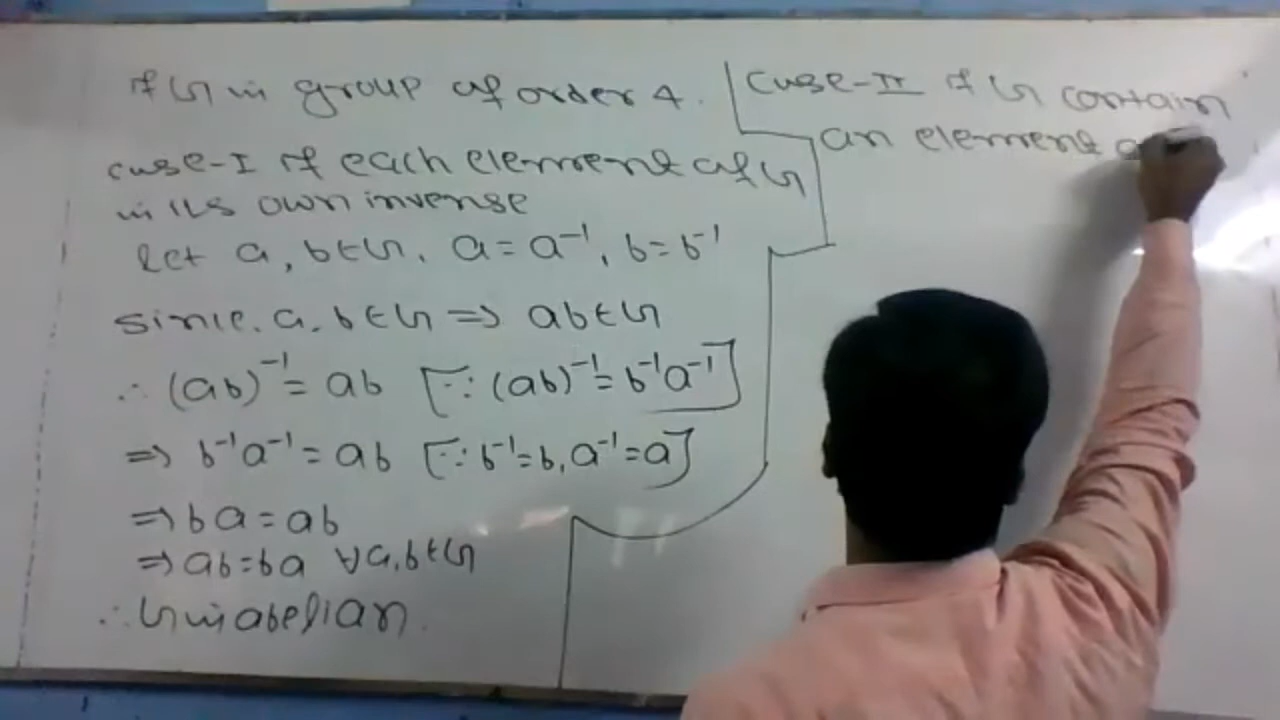 If G is group of order 4.
case-I If each element of G
is its own inverse
let a, b ∈ G, a = a⁻¹, b = b⁻¹
since. a, b ∈ G ⇒ ab ∈ G
∴ (ab)⁻¹ = ab [∵ (ab)⁻¹ = b⁻¹a⁻¹]
⇒ b⁻¹a⁻¹ = ab [∵ b⁻¹ = b, a⁻¹ = a]
⇒ ba = ab
⇒ ab = ba ∀ a, b ∈ G
∴ G is abelian.
Case-II If G contain
an element